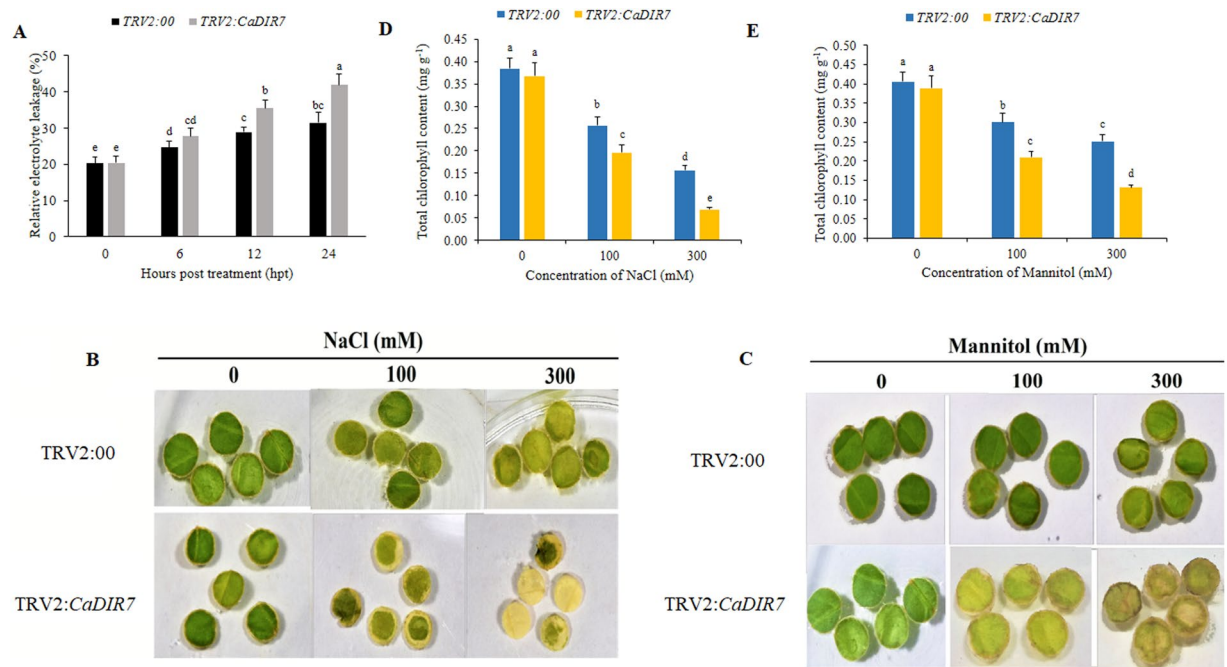 A
TRV2:00 TRV2:CaDIR7
Relative electrolyte leakage (%)
50
40
30
20
10
0
e e d cd c b bc a
0 6 12 24
Hours post treatment (hpt)
D
TRV2:00 TRV2:CaDIR7
Total chlorophyll content (mg g⁻¹)
0.45
0.40
0.35
0.30
0.25
0.20
0.15
0.10
0.05
0.00
a a b c d e
0 100 300
Concentration of NaCl (mM)
E
TRV2:00 TRV2:CaDIR7
Total chlorophyll content (mg g⁻¹)
0.50
0.45
0.40
0.35
0.30
0.25
0.20
0.15
0.10
0.05
0.00
a a b c c d
0 100 300
Concentration of Mannitol (mM)
B
NaCl (mM)
0 100 300
TRV2:00
TRV2:CaDIR7
C
Mannitol (mM)
0 100 300
TRV2:00
TRV2:CaDIR7